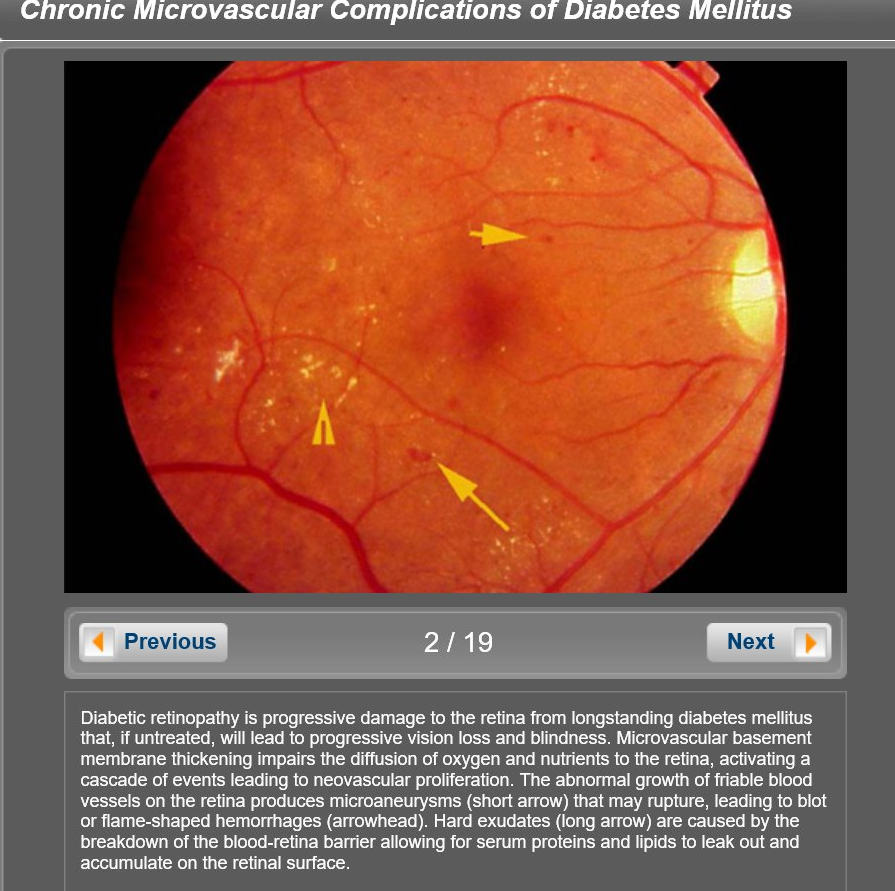 Chronic Microvascular Complications of Diabetes Mellitus
Previous
2 / 19
Next
Diabetic retinopathy is progressive damage to the retina from longstanding diabetes mellitus
that, if untreated, will lead to progressive vision loss and blindness. Microvascular basement
membrane thickening impairs the diffusion of oxygen and nutrients to the retina, activating a
cascade of events leading to neovascular proliferation. The abnormal growth of friable blood
vessels on the retina produces microaneurysms (short arrow) that may rupture, leading to blot
or flame-shaped hemorrhages (arrowhead). Hard exudates (long arrow) are caused by the
breakdown of the blood-retina barrier allowing for serum proteins and lipids to leak out and
accumulate on the retinal surface.